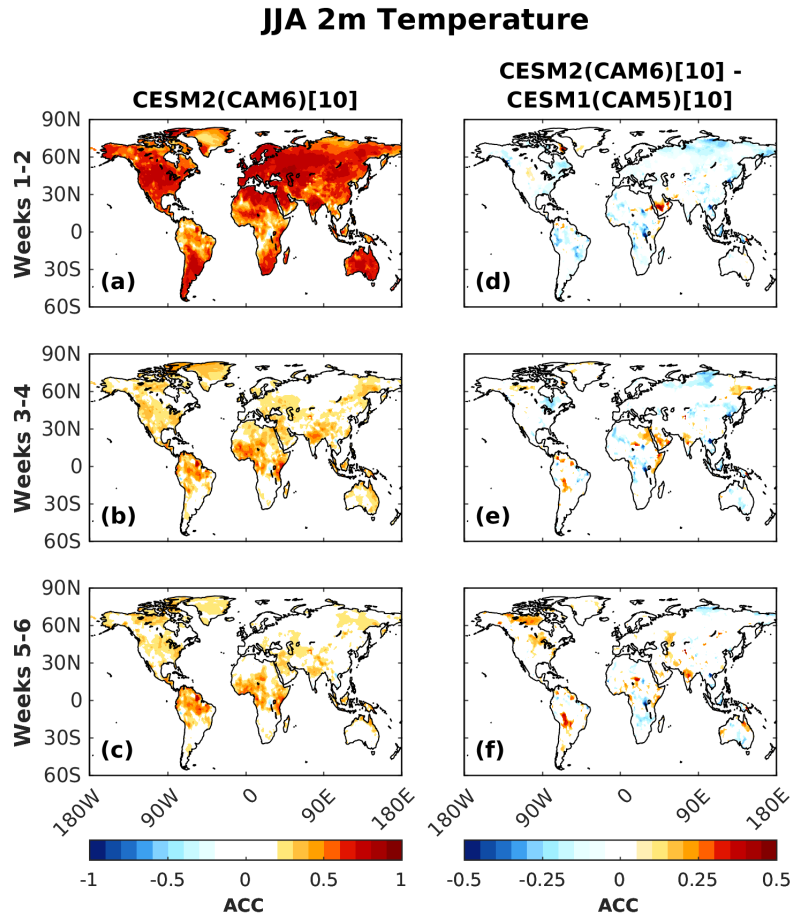 JJA 2m Temperature
CESM2(CAM6)[10]
CESM2(CAM6)[10] -
CESM1(CAM5)[10]
Weeks 1-2
90N
60N
30N
0
30S
60S
(a)
(d)
Weeks 3-4
90N
60N
30N
0
30S
60S
(b)
(e)
Weeks 5-6
90N
60N
30N
0
30S
60S
(c)
(f)
180W
90W
0
90E
180E
180W
90W
0
90E
180E
-1
-0.5
0
0.5
1
ACC
-0.5
-0.25
0
0.25
0.5
ACC